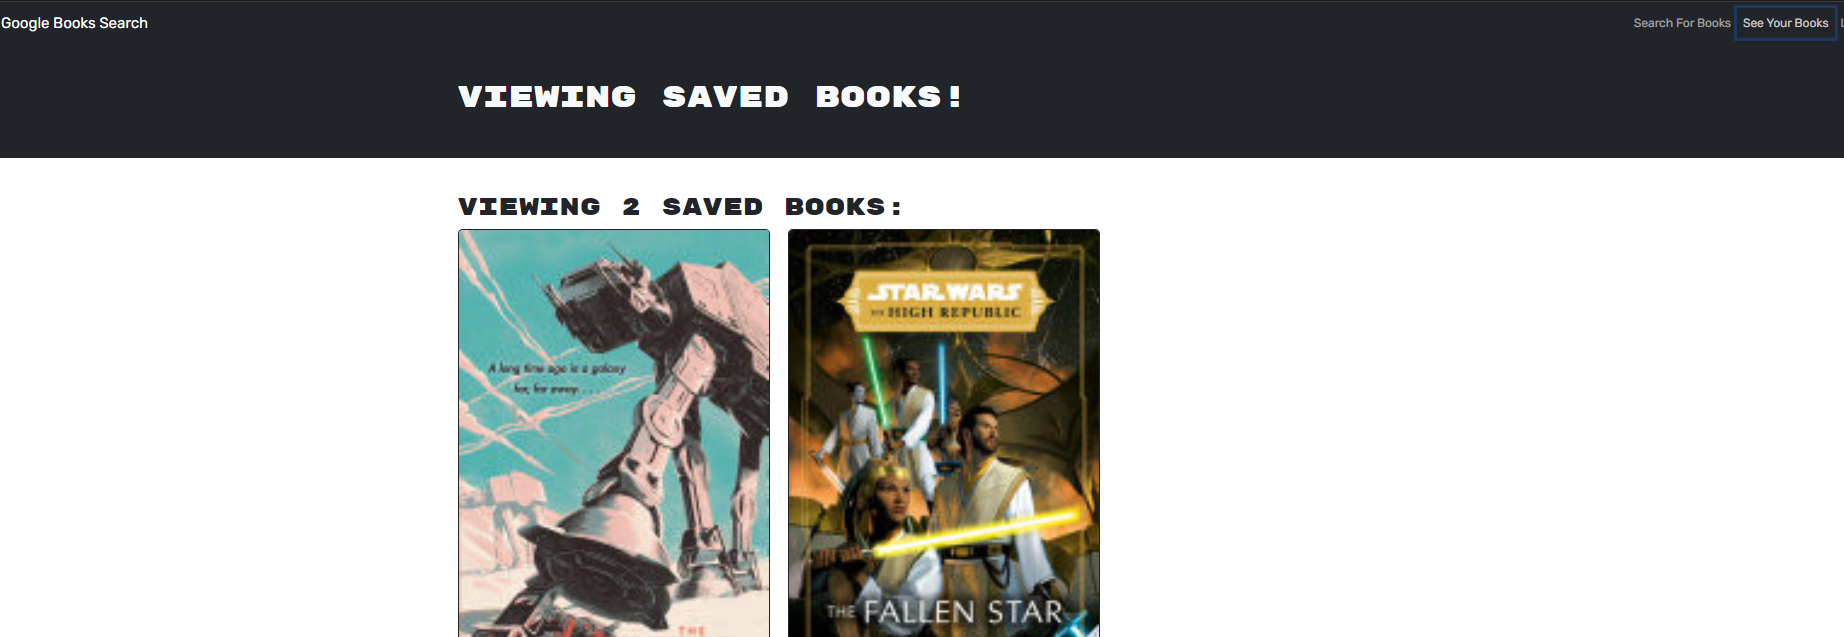 Google Books Search
Search For Books
See Your Books
L
VIEWING SAVED BOOKS!
VIEWING 2 SAVED BOOKS:
A long time ago in a galaxy
far, far away. . . .
THE
STAR WARS
THE HIGH REPUBLIC
THE FALLEN STAR